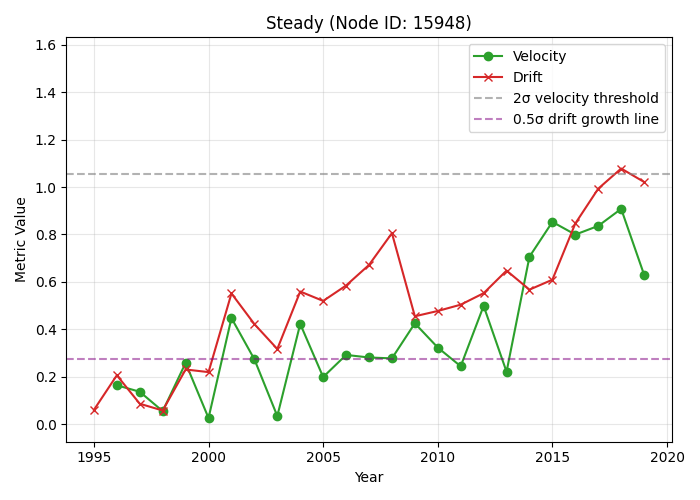 Steady (Node ID: 15948)
1.6
1.4
1.2
1.0
0.8
0.6
0.4
0.2
0.0
Metric Value
Velocity
Drift
2σ velocity threshold
0.5σ drift growth line
1995 2000 2005 2010 2015 2020
Year